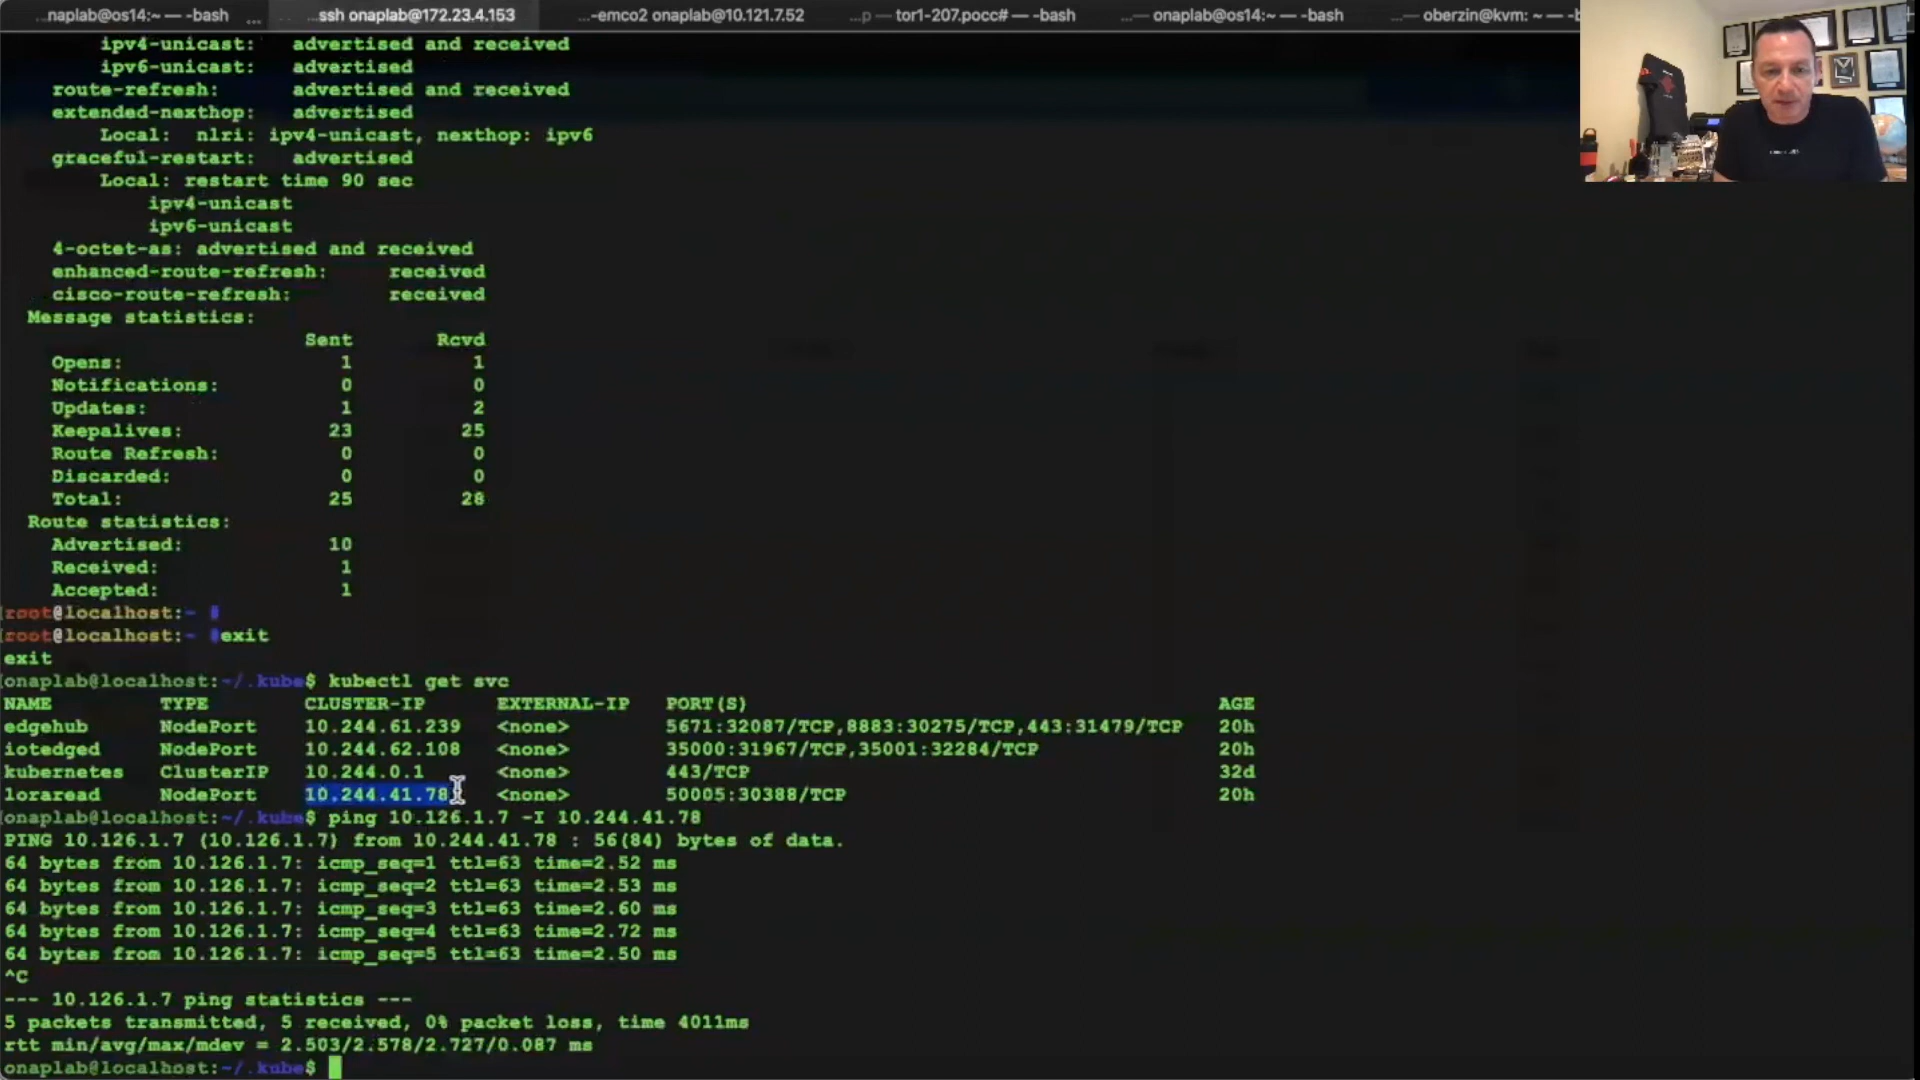 ...naplab@os14:~ — -bash ... ...ssh onaplab@172.23.4.153 ...-emco2 onaplab@10.121.7.52 ...p — tor1-207.pocc# — -bash ...— onaplab@os14:~ — -bash ...— oberzin@kvm: ~ — -b
ipv4-unicast: advertised and received
ipv6-unicast: advertised
route-refresh: advertised and received
extended-nexthop: advertised
Local: nlri: ipv4-unicast, nexthop: ipv6
graceful-restart: advertised
Local: restart time 90 sec
ipv4-unicast
ipv6-unicast
4-octet-as: advertised and received
enhanced-route-refresh: received
cisco-route-refresh: received
Message statistics:
Sent Rcvd
Opens: 1 1
Notifications: 0 0
Updates: 1 2
Keepalives: 23 25
Route Refresh: 0 0
Discarded: 0 0
Total: 25 28
Route statistics:
Advertised: 10
Received: 1
Accepted: 1
[root@localhost:~ #
[root@localhost:~ #exit
exit
[onaplab@localhost:~/.kube$ kubectl get svc
NAME TYPE CLUSTER-IP EXTERNAL-IP PORT(S) AGE
edgehub NodePort 10.244.61.239 <none> 5671:32087/TCP,8883:30275/TCP,443:31479/TCP 20h
iotedged NodePort 10.244.62.108 <none> 35000:31967/TCP,35001:32284/TCP 20h
kubernetes ClusterIP 10.244.0.1 <none> 443/TCP 32d
loraread NodePort 10.244.41.78 <none> 50005:30388/TCP 20h
[onaplab@localhost:~/.kube$ ping 10.126.1.7 -I 10.244.41.78
PING 10.126.1.7 (10.126.1.7) from 10.244.41.78 : 56(84) bytes of data.
64 bytes from 10.126.1.7: icmp_seq=1 ttl=63 time=2.52 ms
64 bytes from 10.126.1.7: icmp_seq=2 ttl=63 time=2.53 ms
64 bytes from 10.126.1.7: icmp_seq=3 ttl=63 time=2.60 ms
64 bytes from 10.126.1.7: icmp_seq=4 ttl=63 time=2.72 ms
64 bytes from 10.126.1.7: icmp_seq=5 ttl=63 time=2.50 ms
^C
--- 10.126.1.7 ping statistics ---
5 packets transmitted, 5 received, 0% packet loss, time 4011ms
rtt min/avg/max/mdev = 2.503/2.578/2.727/0.087 ms
onaplab@localhost:~/.kube$